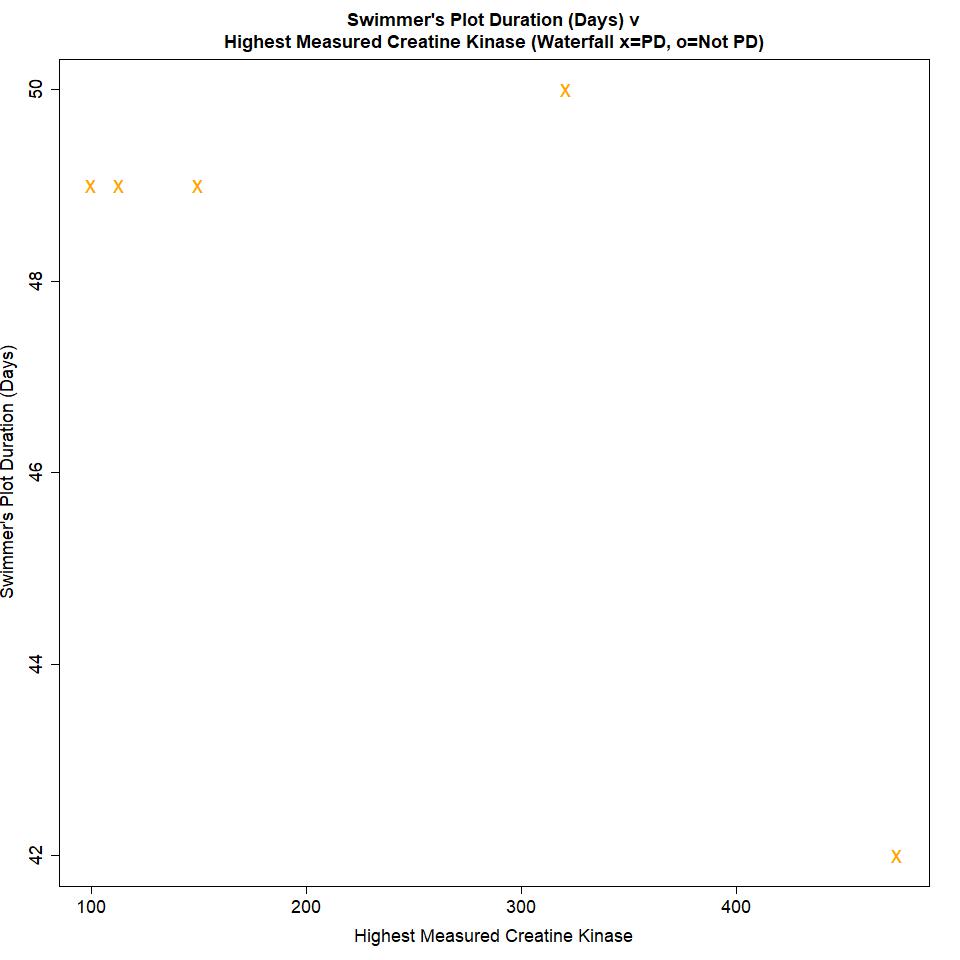 Swimmer's Plot Duration (Days) v
Highest Measured Creatine Kinase (Waterfall x=PD, o=Not PD)
50
X
X X X
48
46
Swimmer's Plot Duration (Days)
44
42
X
100 200 300 400
Highest Measured Creatine Kinase